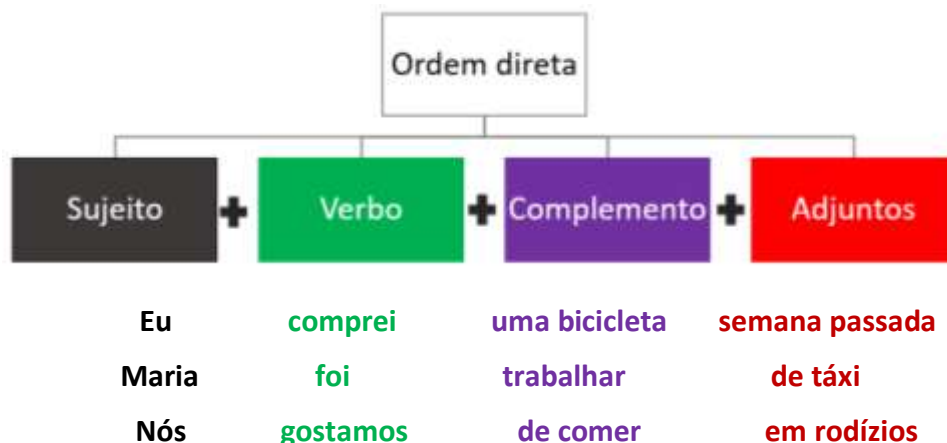 Ordem direta
Sujeito + Verbo + Complemento + Adjuntos
Eu comprei uma bicicleta semana passada
Maria foi trabalhar de táxi
Nós gostamos de comer em rodízios